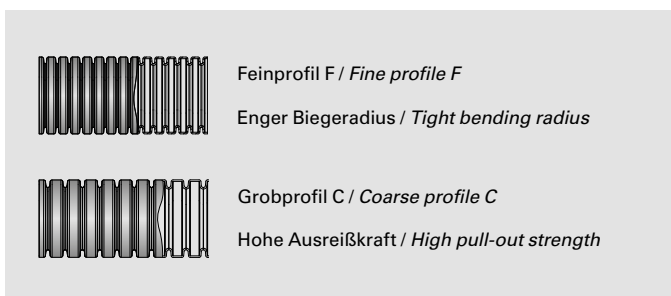 Feinprofil F / Fine profile F
Enger Biegeradius / Tight bending radius
Grobprofil C / Coarse profile C
Hohe Ausreißkraft / High pull-out strength